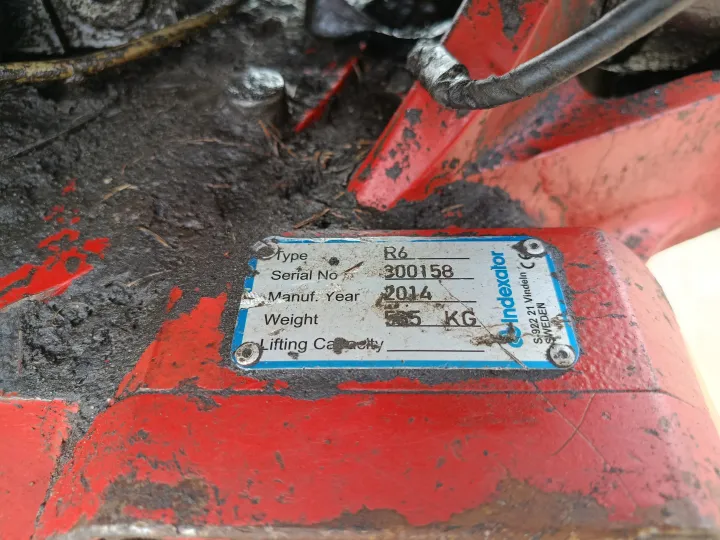 Type R6
Serial No 300158
Manuf. Year 2014
Weight KG
Lifting Capacity
Indexator
S-922 21 Vindeln CE
SWEDEN